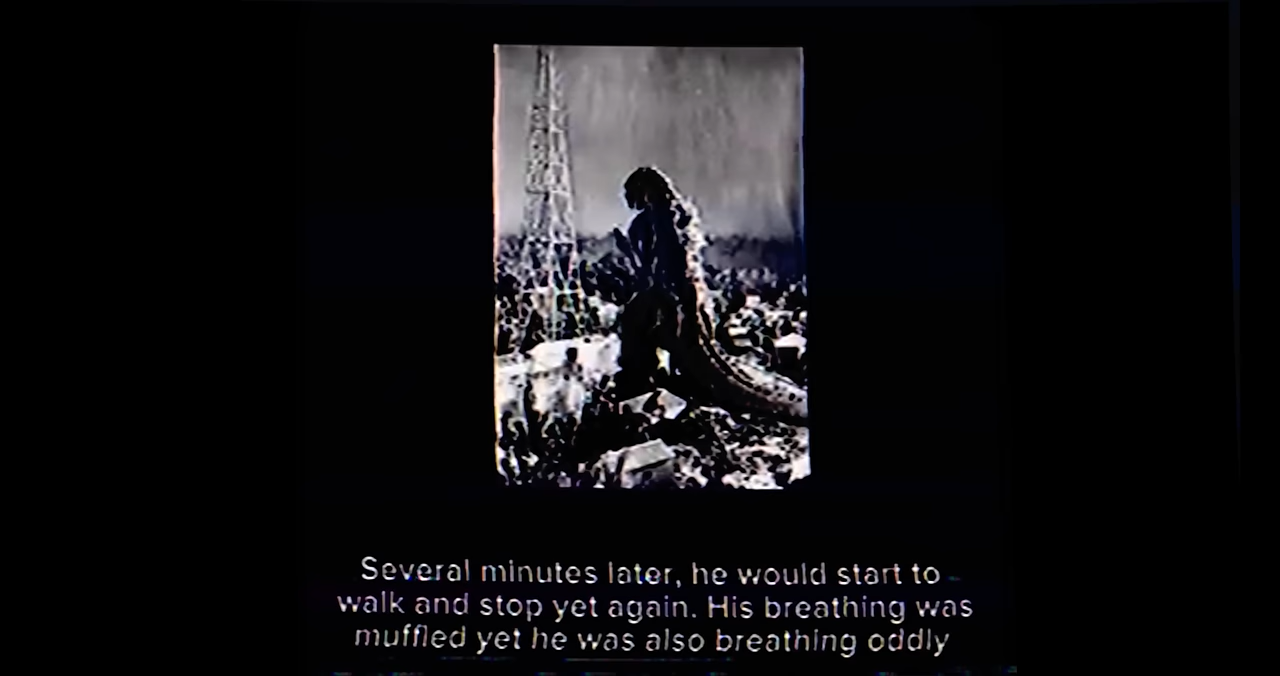 Several minutes later, he would start to
walk and stop yet again. His breathing was
muffled yet he was also breathing oddly